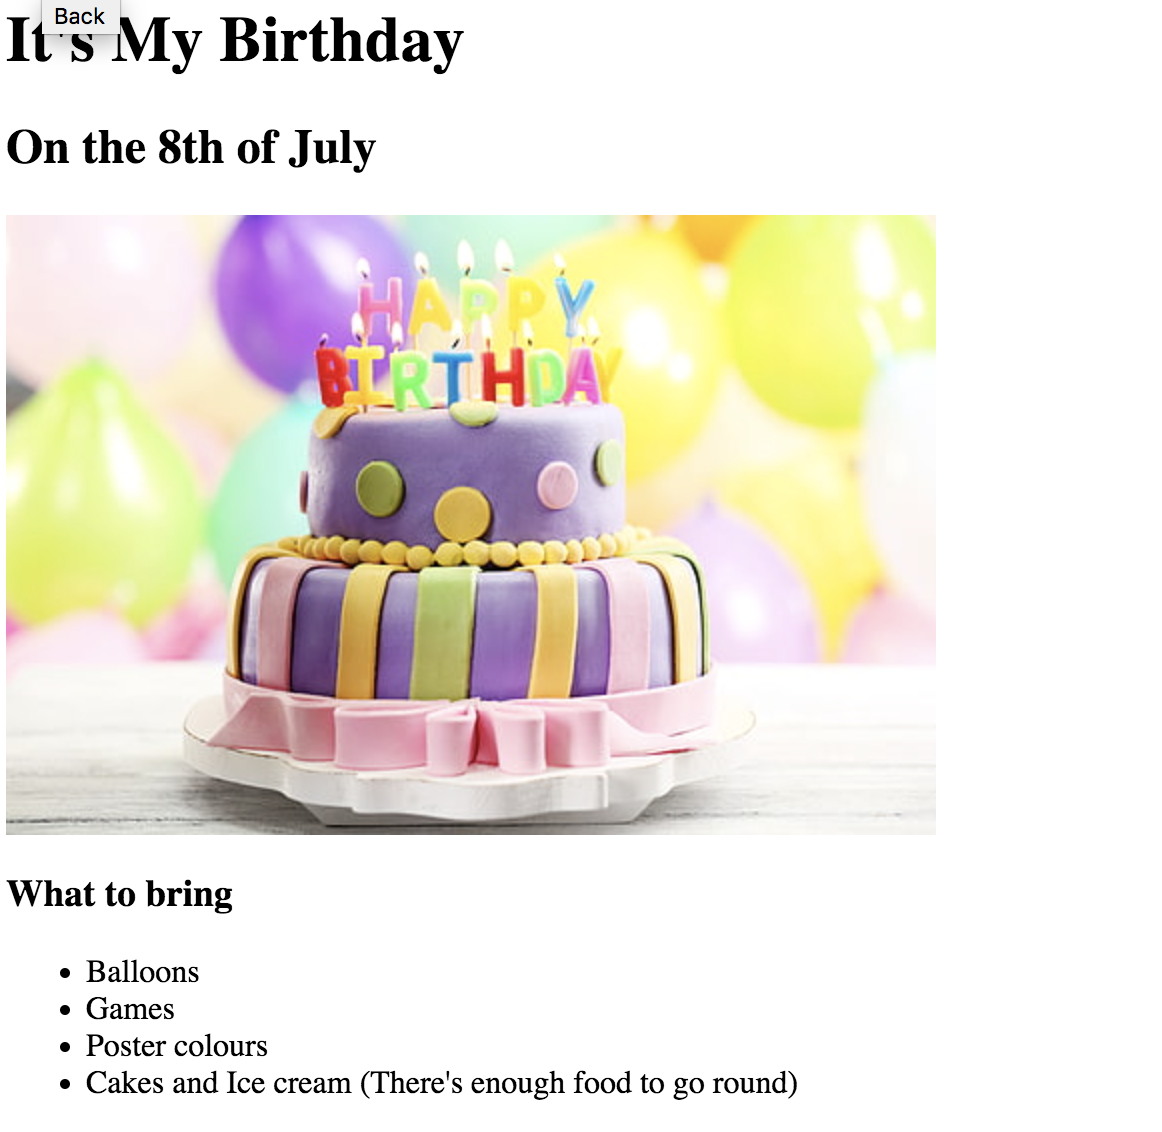 Back
It's My Birthday
On the 8th of July
HAPPY
BIRTHDAY
What to bring
Balloons
Games
Poster colours
Cakes and Ice cream (There's enough food to go round)